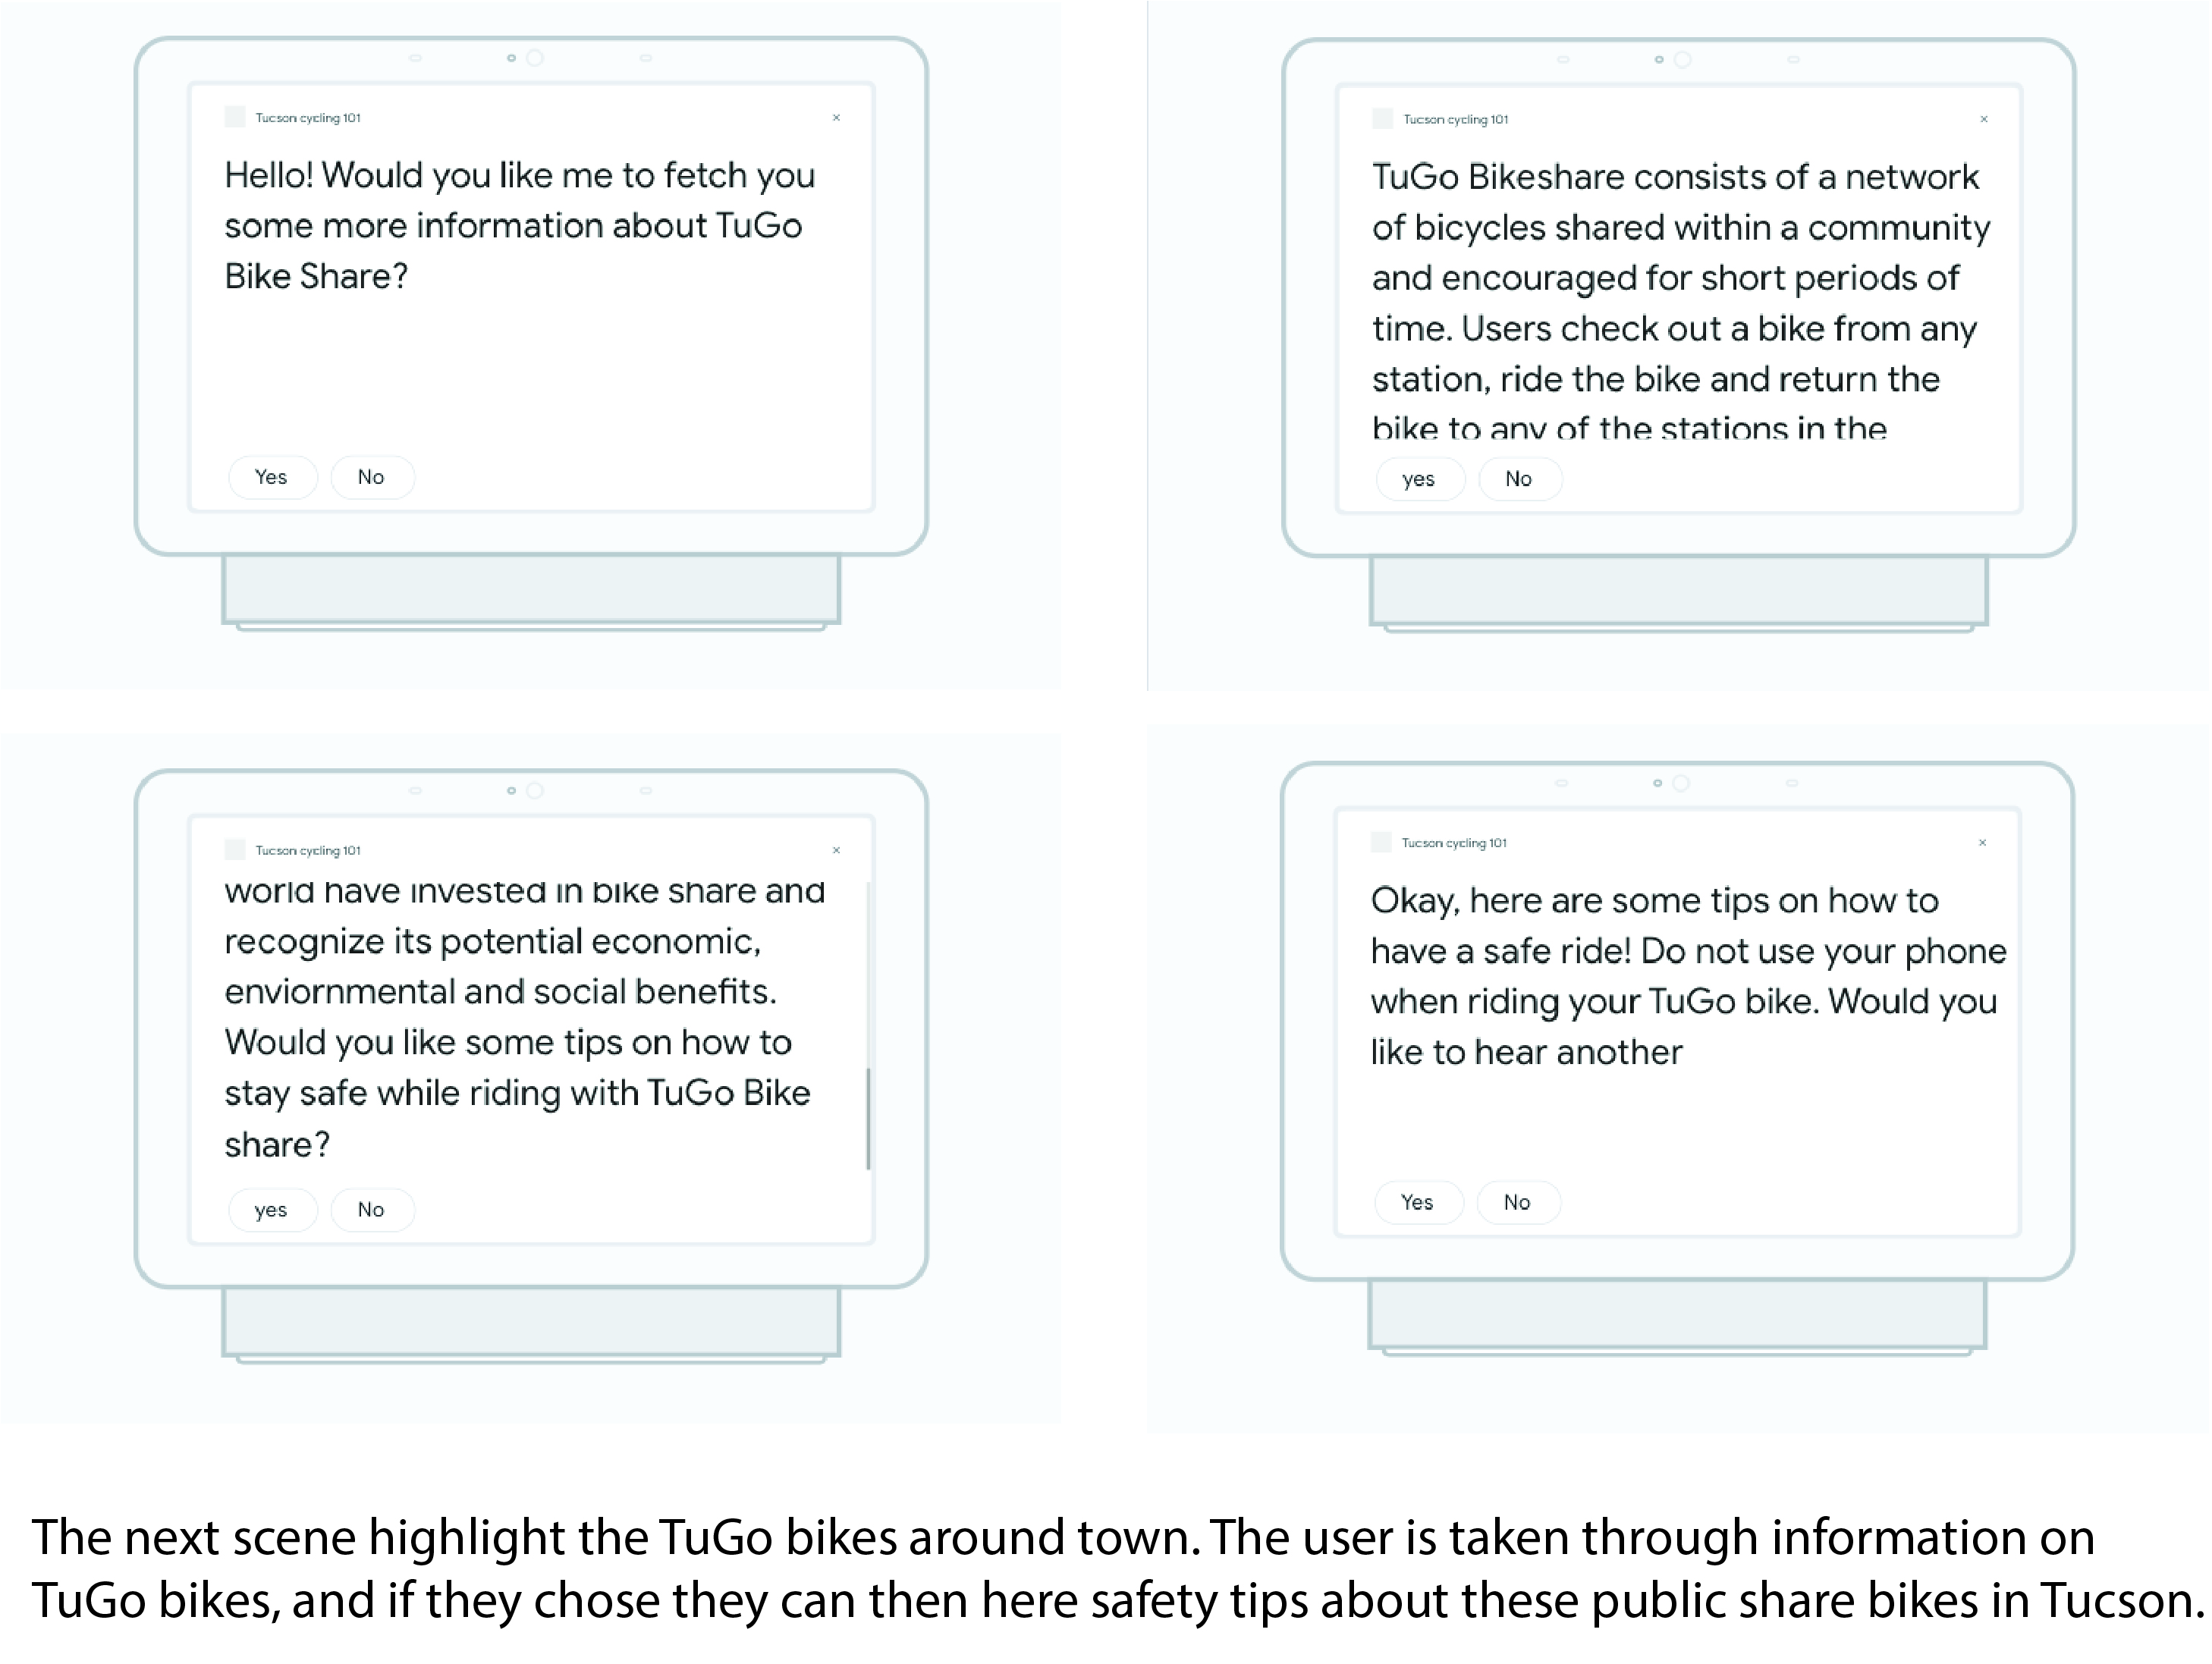 Tucson cycling 101
×
Hello! Would you like me to fetch you
some more information about TuGo
Bike Share?
Yes No
Tucson cycling 101
×
TuGo Bikeshare consists of a network
of bicycles shared within a community
and encouraged for short periods of
time. Users check out a bike from any
station, ride the bike and return the
bike to any of the stations in the
yes No
Tucson cycling 101
×
world have invested in bike share and
recognize its potential economic,
enviornmental and social benefits.
Would you like some tips on how to
stay safe while riding with TuGo Bike
share?
yes No
Tucson cycling 101
×
Okay, here are some tips on how to
have a safe ride! Do not use your phone
when riding your TuGo bike. Would you
like to hear another
Yes No
The next scene highlight the TuGo bikes around town. The user is taken through information on
TuGo bikes, and if they chose they can then here safety tips about these public share bikes in Tucson.